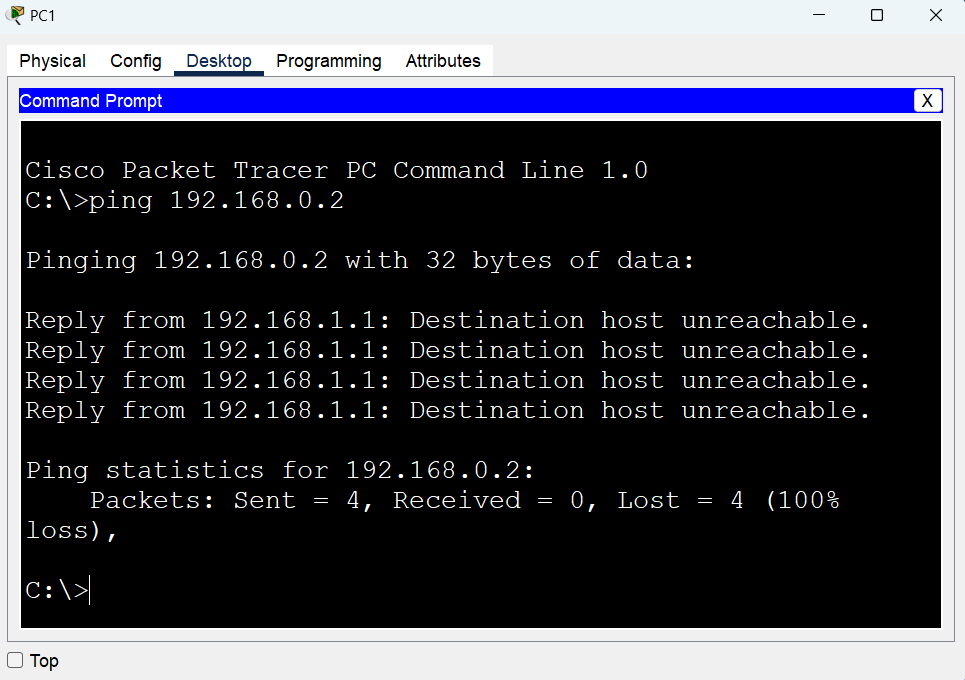 PC1
Physical Config Desktop Programming Attributes
Command Prompt X
Cisco Packet Tracer PC Command Line 1.0
C:\>ping 192.168.0.2
Pinging 192.168.0.2 with 32 bytes of data:
Reply from 192.168.1.1: Destination host unreachable.
Reply from 192.168.1.1: Destination host unreachable.
Reply from 192.168.1.1: Destination host unreachable.
Reply from 192.168.1.1: Destination host unreachable.
Ping statistics for 192.168.0.2:
Packets: Sent = 4, Received = 0, Lost = 4 (100%
loss),
C:\>
Top